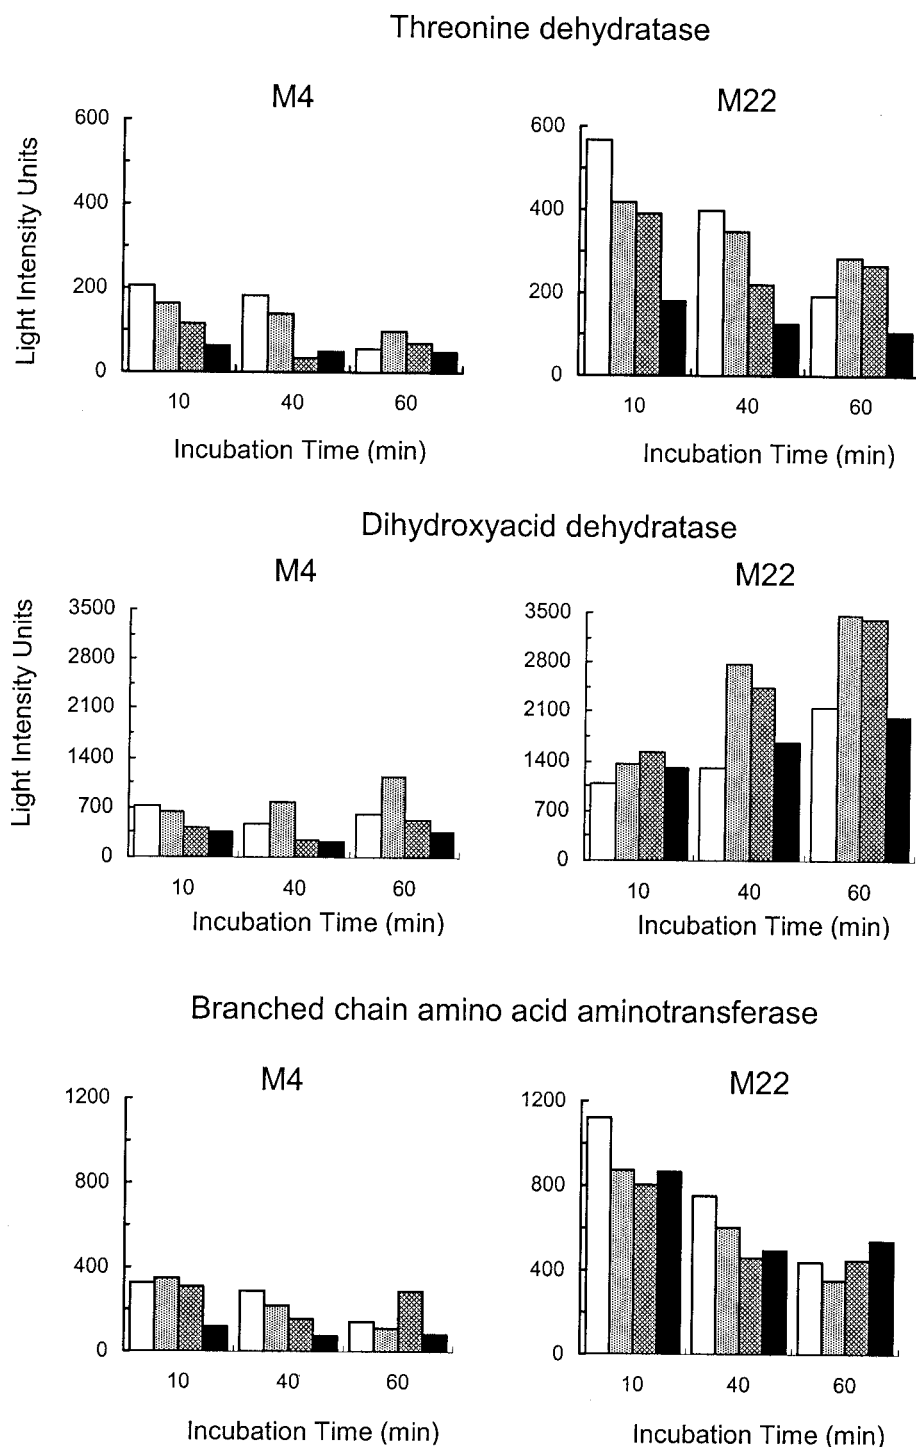 Threonine dehydratase
M4
M22
Light Intensity Units
600
400
200
0
10 40 60
Incubation Time (min)
600
400
200
0
10 40 60
Incubation Time (min)
Dihydroxyacid dehydratase
M4
M22
Light Intensity Units
3500
2800
2100
1400
700
0
10 40 60
Incubation Time (min)
3500
2800
2100
1400
700
0
10 40 60
Incubation Time (min)
Branched chain amino acid aminotransferase
M4
M22
1200
800
400
0
10 40 60
Incubation Time (min)
1200
800
400
0
10 40 60
Incubation Time (min)